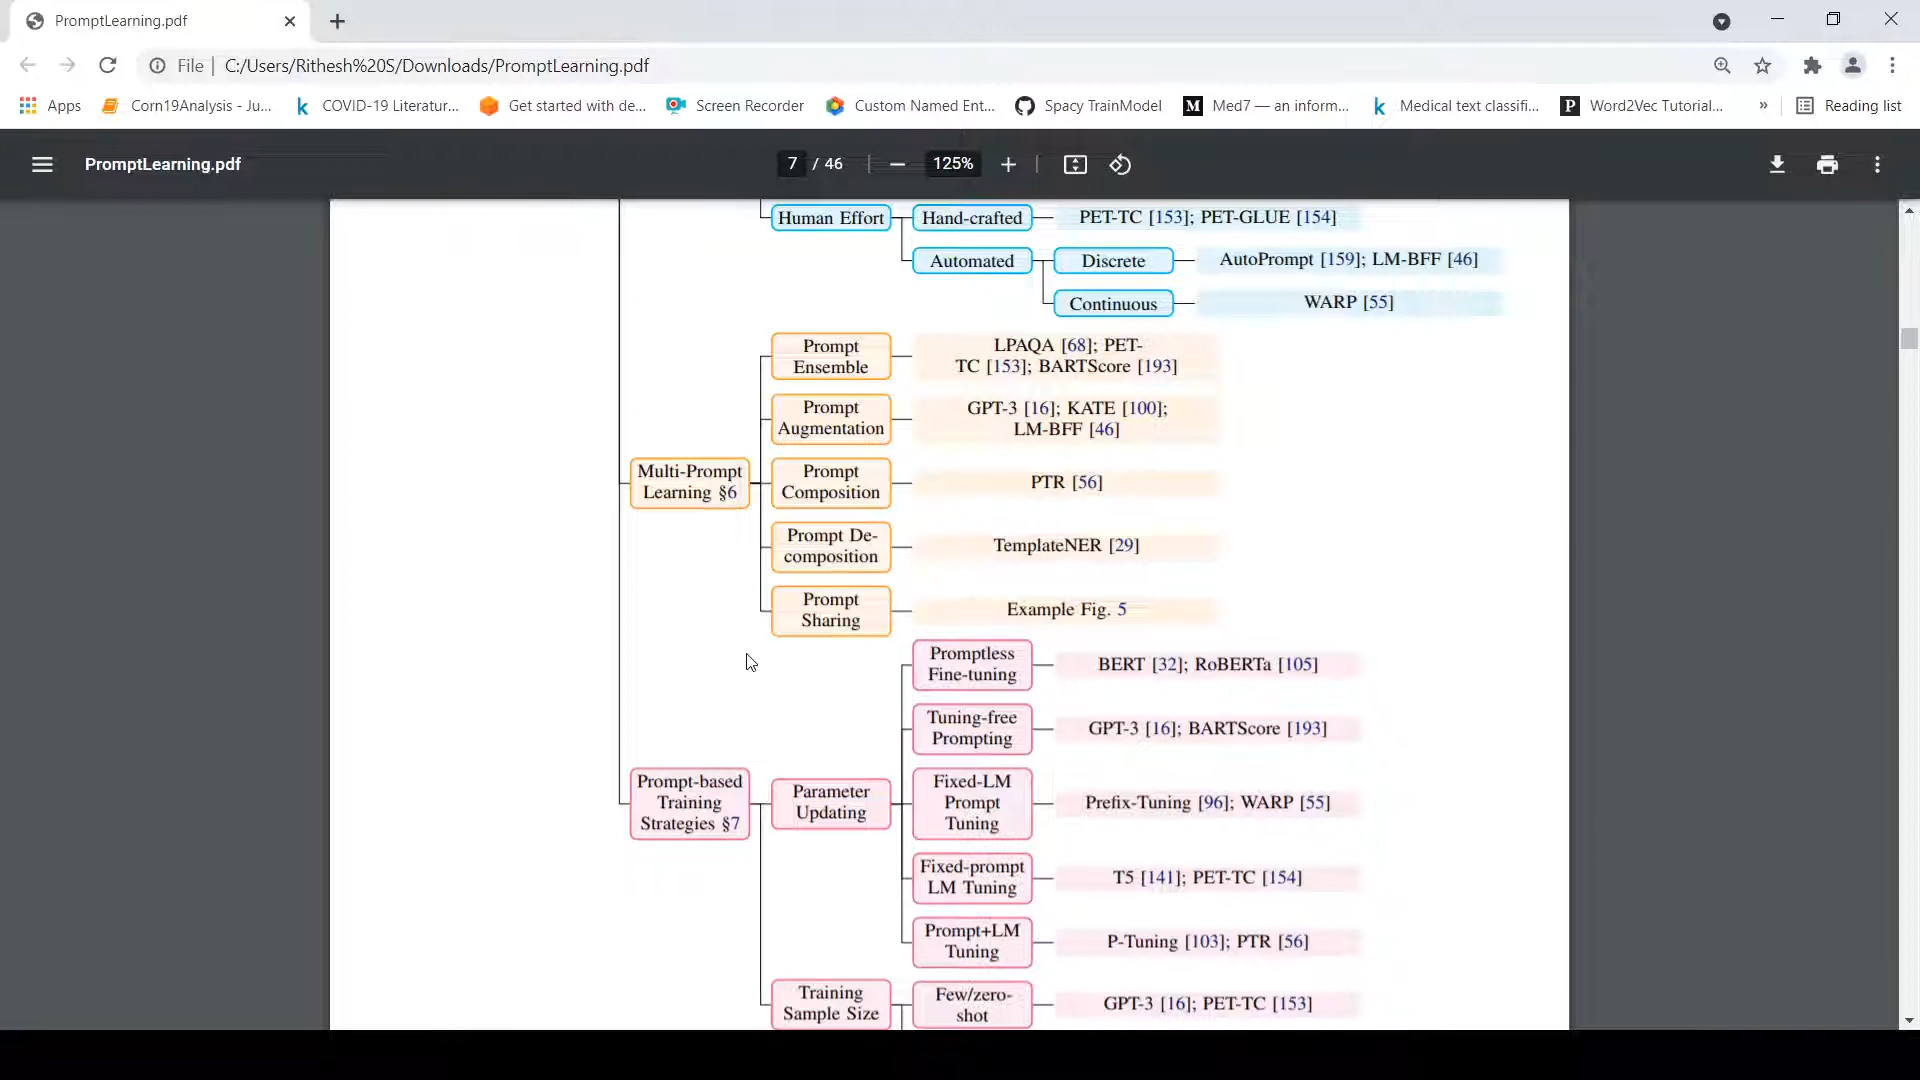 PromptLearning.pdf
File | C:/Users/Rithesh%20S/Downloads/PromptLearning.pdf
Apps
Corn19Analysis - Ju...
COVID-19 Literatur...
Get started with de...
Screen Recorder
Custom Named Ent...
Spacy TrainModel
Med7 — an inform...
Medical text classifi...
Word2Vec Tutorial...
»
Reading list
PromptLearning.pdf
7 / 46
125%
Human Effort
Hand-crafted
PET-TC [153]; PET-GLUE [154]
Automated
Discrete
AutoPrompt [159]; LM-BFF [46]
Continuous
WARP [55]
Prompt
Ensemble
LPAQA [68]; PET-
TC [153]; BARTScore [193]
Prompt
Augmentation
GPT-3 [16]; KATE [100];
LM-BFF [46]
Multi-Prompt
Learning §6
Prompt
Composition
PTR [56]
Prompt De-
composition
TemplateNER [29]
Prompt
Sharing
Example Fig. 5
Promptless
Fine-tuning
BERT [32]; RoBERTa [105]
Tuning-free
Prompting
GPT-3 [16]; BARTScore [193]
Prompt-based
Training
Strategies §7
Parameter
Updating
Fixed-LM
Prompt
Tuning
Prefix-Tuning [96]; WARP [55]
Fixed-prompt
LM Tuning
T5 [141]; PET-TC [154]
Prompt+LM
Tuning
P-Tuning [103]; PTR [56]
Training
Sample Size
Few/zero-
shot
GPT-3 [16]; PET-TC [153]